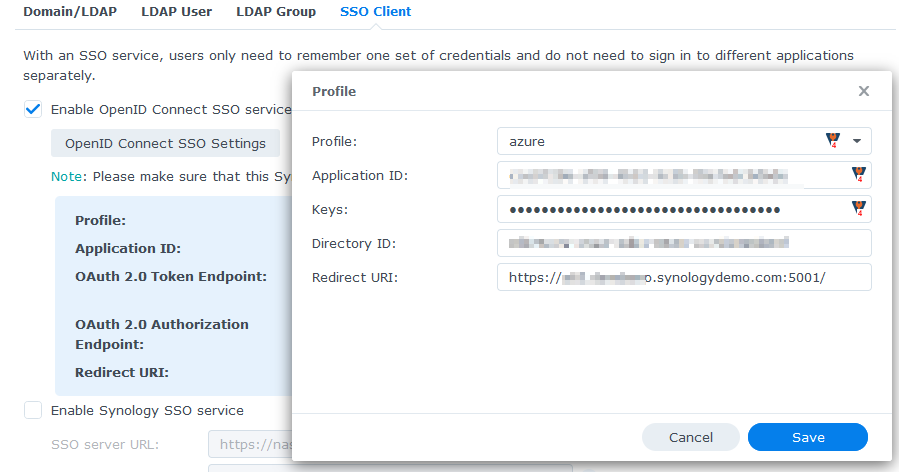 Domain/LDAP LDAP User LDAP Group SSO Client
With an SSO service, users only need to remember one set of credentials and do not need to sign in to different applications
separately.
Enable OpenID Connect SSO service
OpenID Connect SSO Settings
Note: Please make sure that this Sy
Profile:
Application ID:
OAuth 2.0 Token Endpoint:
OAuth 2.0 Authorization
Endpoint:
Redirect URI:
Enable Synology SSO service
SSO server URL: https://nas
Profile
Profile: azure 4
Application ID: 4
Keys: •••••••••••••••••••••••••••••••••• 4
Directory ID:
Redirect URI: https:// o.synologydemo.com:5001/
Cancel Save